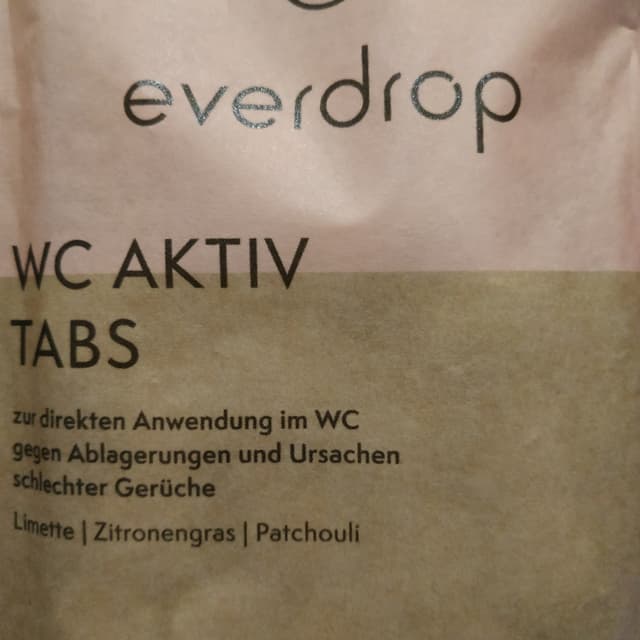 everdrop
WC AKTIV
TABS
zur direkten Anwendung im WC
gegen Ablagerungen und Ursachen
schlechter Gerüche
Limette | Zitronengras | Patchouli